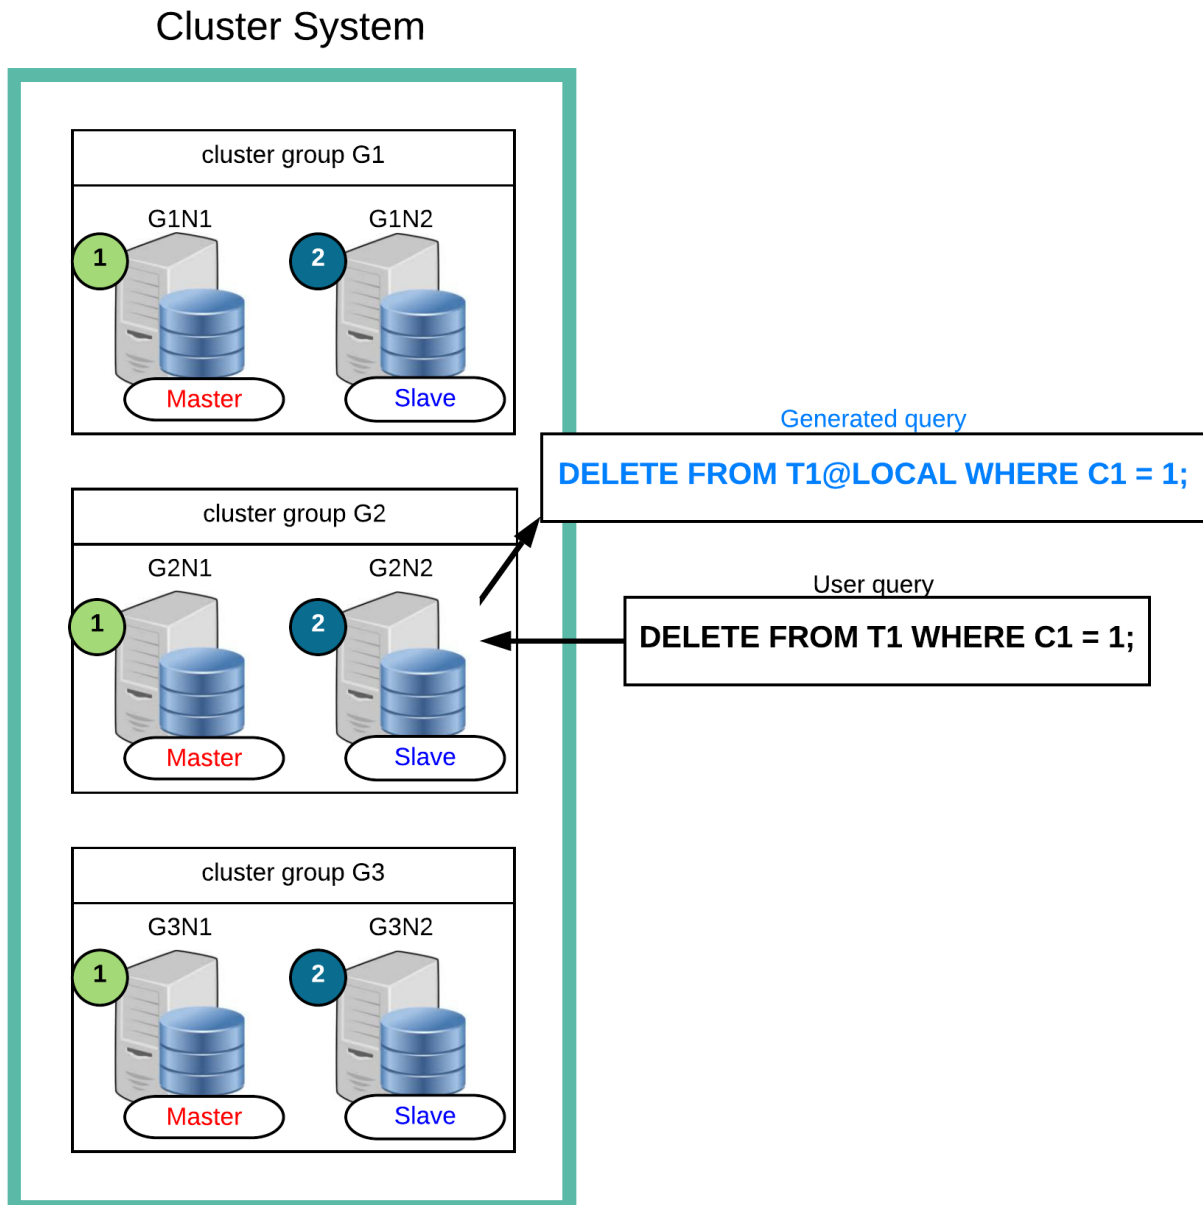 Cluster System
cluster group G1
G1N1
G1N2
1
2
Master
Slave
Generated query
DELETE FROM T1@LOCAL WHERE C1 = 1;
cluster group G2
G2N1
G2N2
1
2
User query
DELETE FROM T1 WHERE C1 = 1;
Master
Slave
cluster group G3
G3N1
G3N2
1
2
Master
Slave